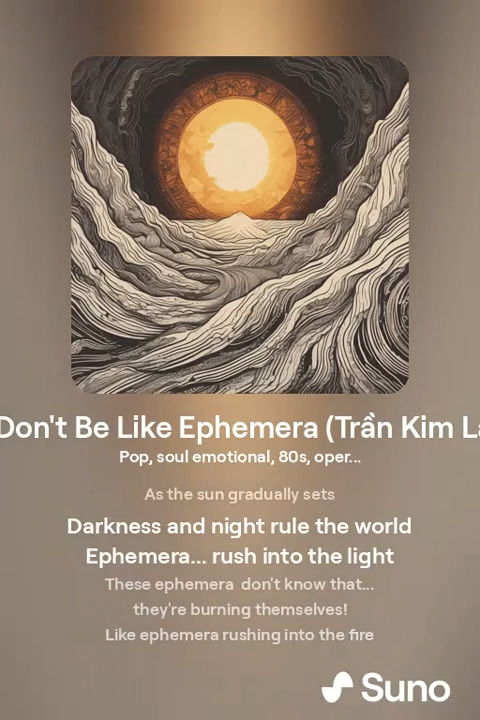 Don't Be Like Ephemera (Trần Kim La
Pop, soul emotional, 80s, oper...
As the sun gradually sets
Darkness and night rule the world
Ephemera... rush into the light
These ephemera don't know that...
they're burning themselves!
Like ephemera rushing into the fire
Suno